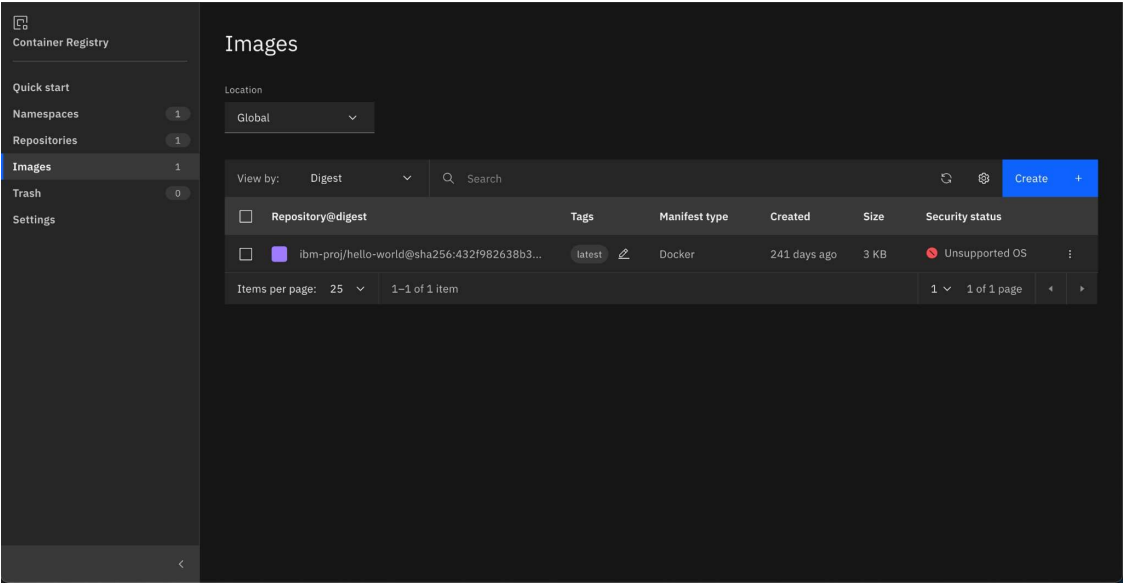 Container Registry
Quick start
Namespaces 1
Repositories 1
Images 1
Trash 0
Settings
Images
Location
Global
View by: Digest Search Create +
Repository@digest Tags Manifest type Created Size Security status
ibm-proj/hello-world@sha256:432f982638b3... latest Docker 241 days ago 3 KB Unsupported OS
Items per page: 25 1–1 of 1 item 1 1 of 1 page